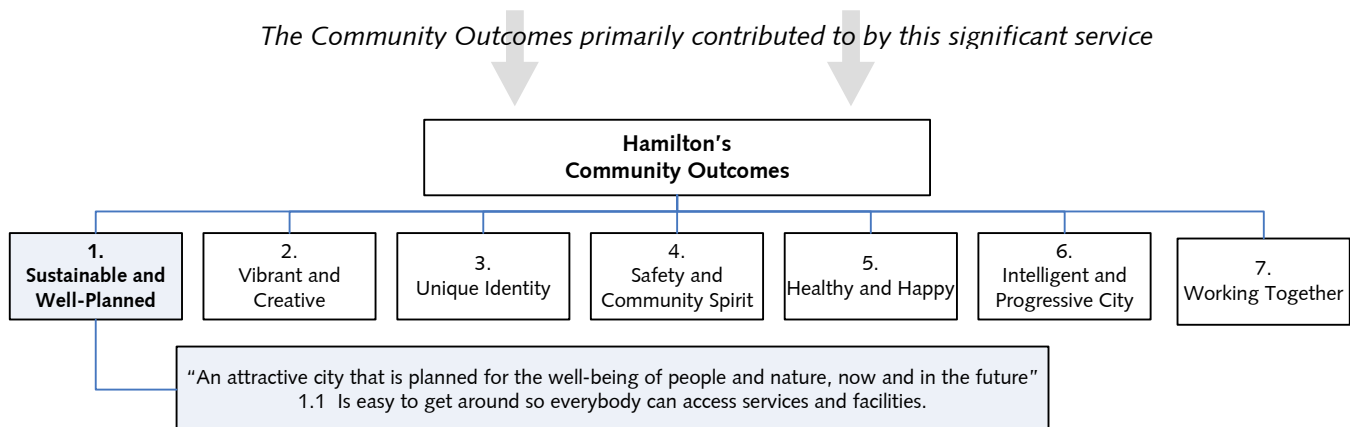 The Community Outcomes primarily contributed to by this significant service
Hamilton’s
Community Outcomes
1.
Sustainable and
Well-Planned
2.
Vibrant and
Creative
3.
Unique Identity
4.
Safety and
Community Spirit
5.
Healthy and Happy
6.
Intelligent and
Progressive City
7.
Working Together
“An attractive city that is planned for the well-being of people and nature, now and in the future”
1.1 Is easy to get around so everybody can access services and facilities.